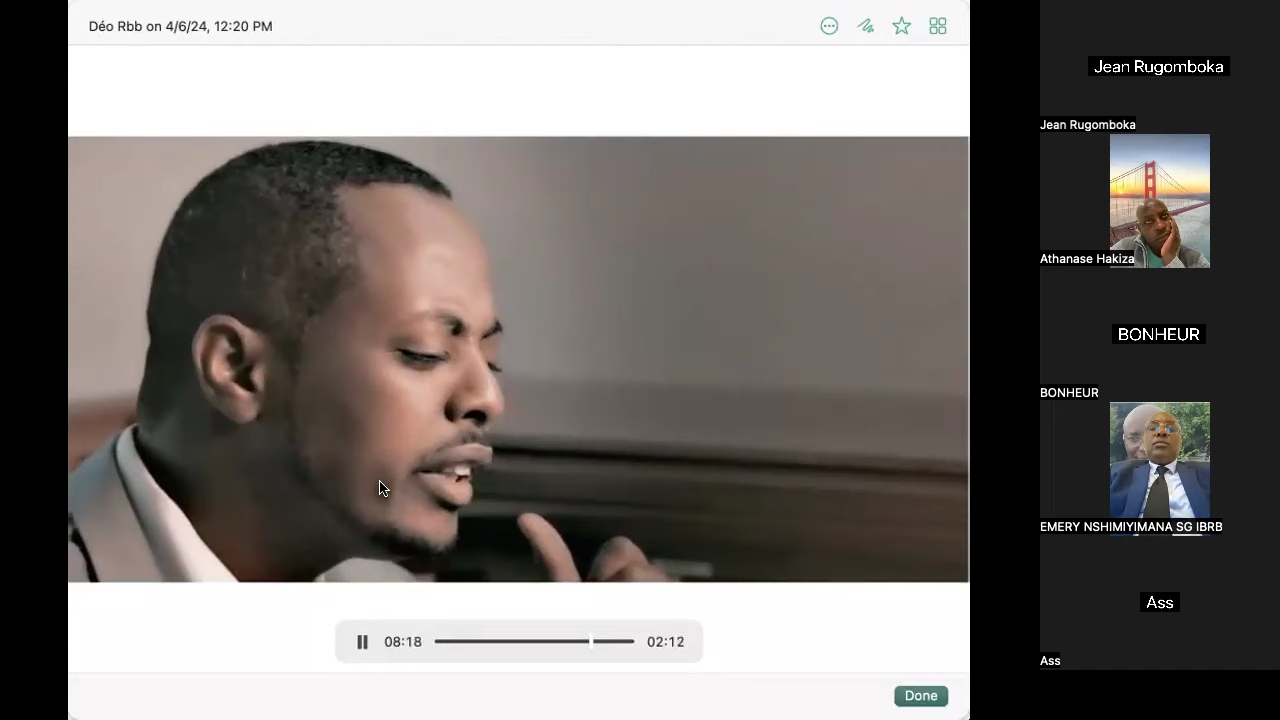 Déo Rbb on 4/6/24, 12:20 PM
08:18
02:12
Done
Jean Rugomboka
Jean Rugomboka
Athanase Hakiza
BONHEUR
BONHEUR
EMERY NSHIMIYIMANA SG IBRB
Ass
Ass